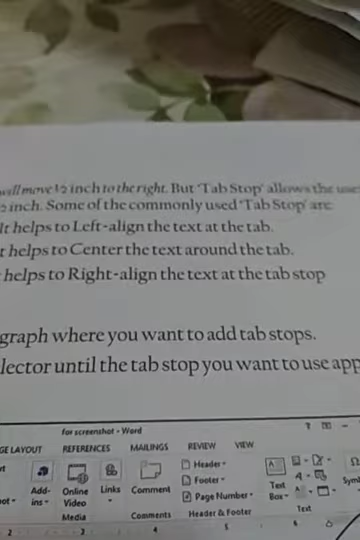 will move ½ inch to the right. But 'Tab Stop' allows the user
inch. Some of the commonly used 'Tab Stop' are
It helps to Left-align the text at the tab.
t helps to Center the text around the tab.
helps to Right-align the text at the tab stop
graph where you want to add tab stops.
lector until the tab stop you want to use app
for screenshot - Word
GE LAYOUT REFERENCES MAILINGS REVIEW VIEW
Add-ins Online Video Links Comment Header Footer Page Number Text Box Symb
Media Comments Header & Footer Text
2 3 4 5 6